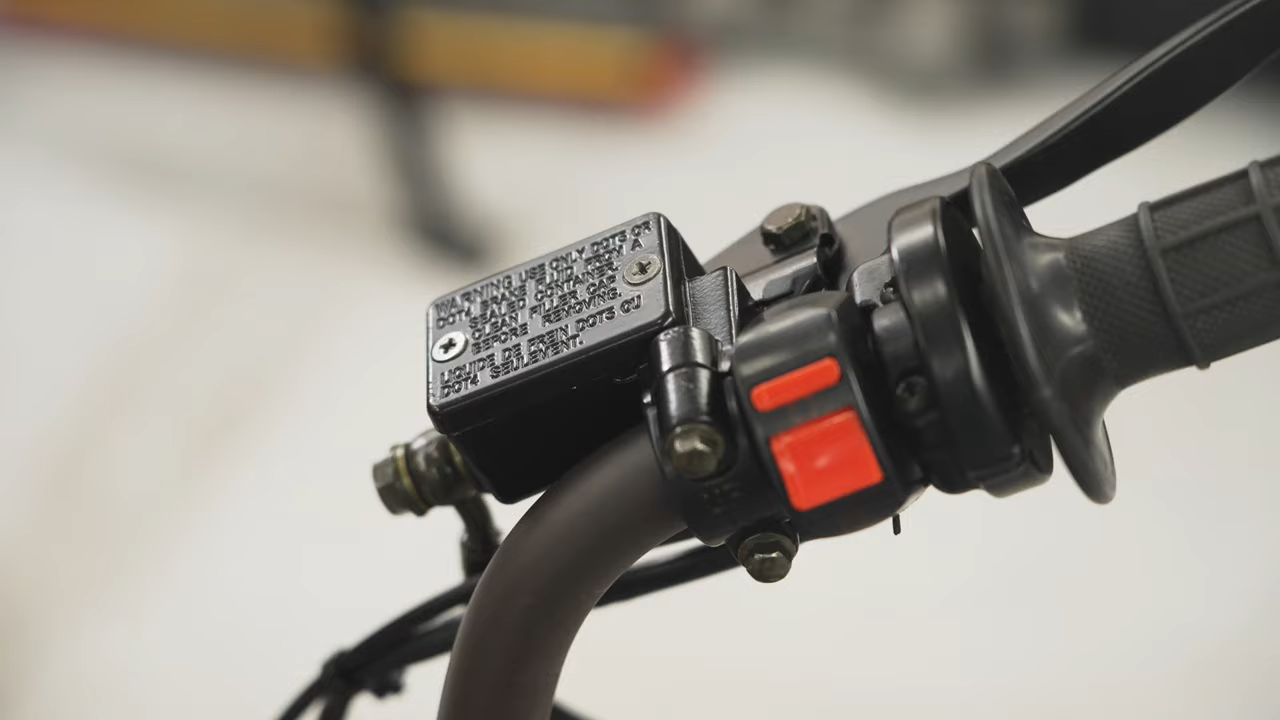 WARNING USE ONLY DOT5 OR
DOT4 BRAKE FLUID FROM A
SEALED CONTAINER.
CLEAN FILLER CAP
BEFORE REMOVING.
LIQUIDE DE FREIN DOT5 OU
DOT4 SEULEMENT.